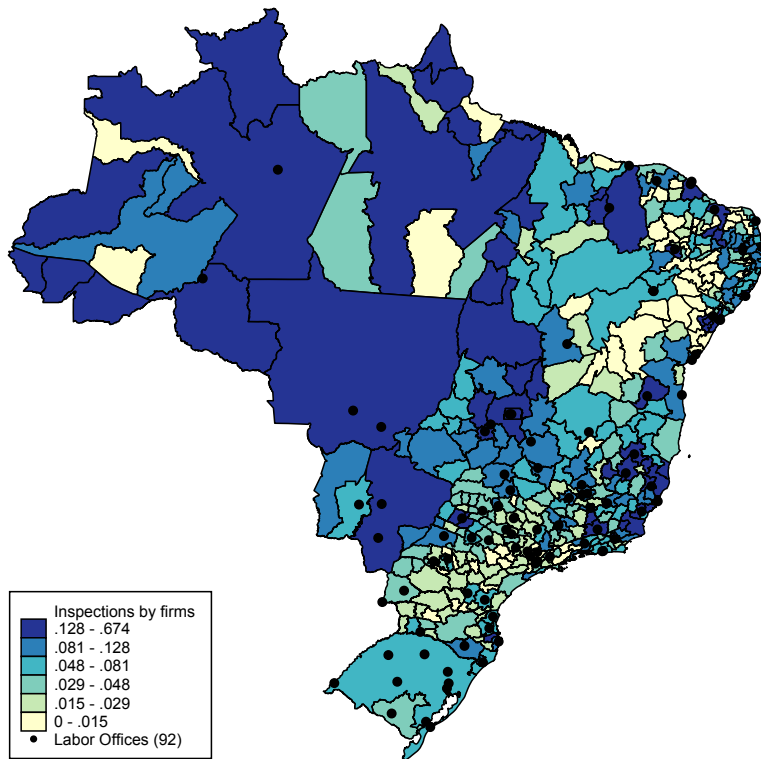 Inspections by firms
.128 - .674
.081 - .128
.048 - .081
.029 - .048
.015 - .029
0 - .015
Labor Offices (92)